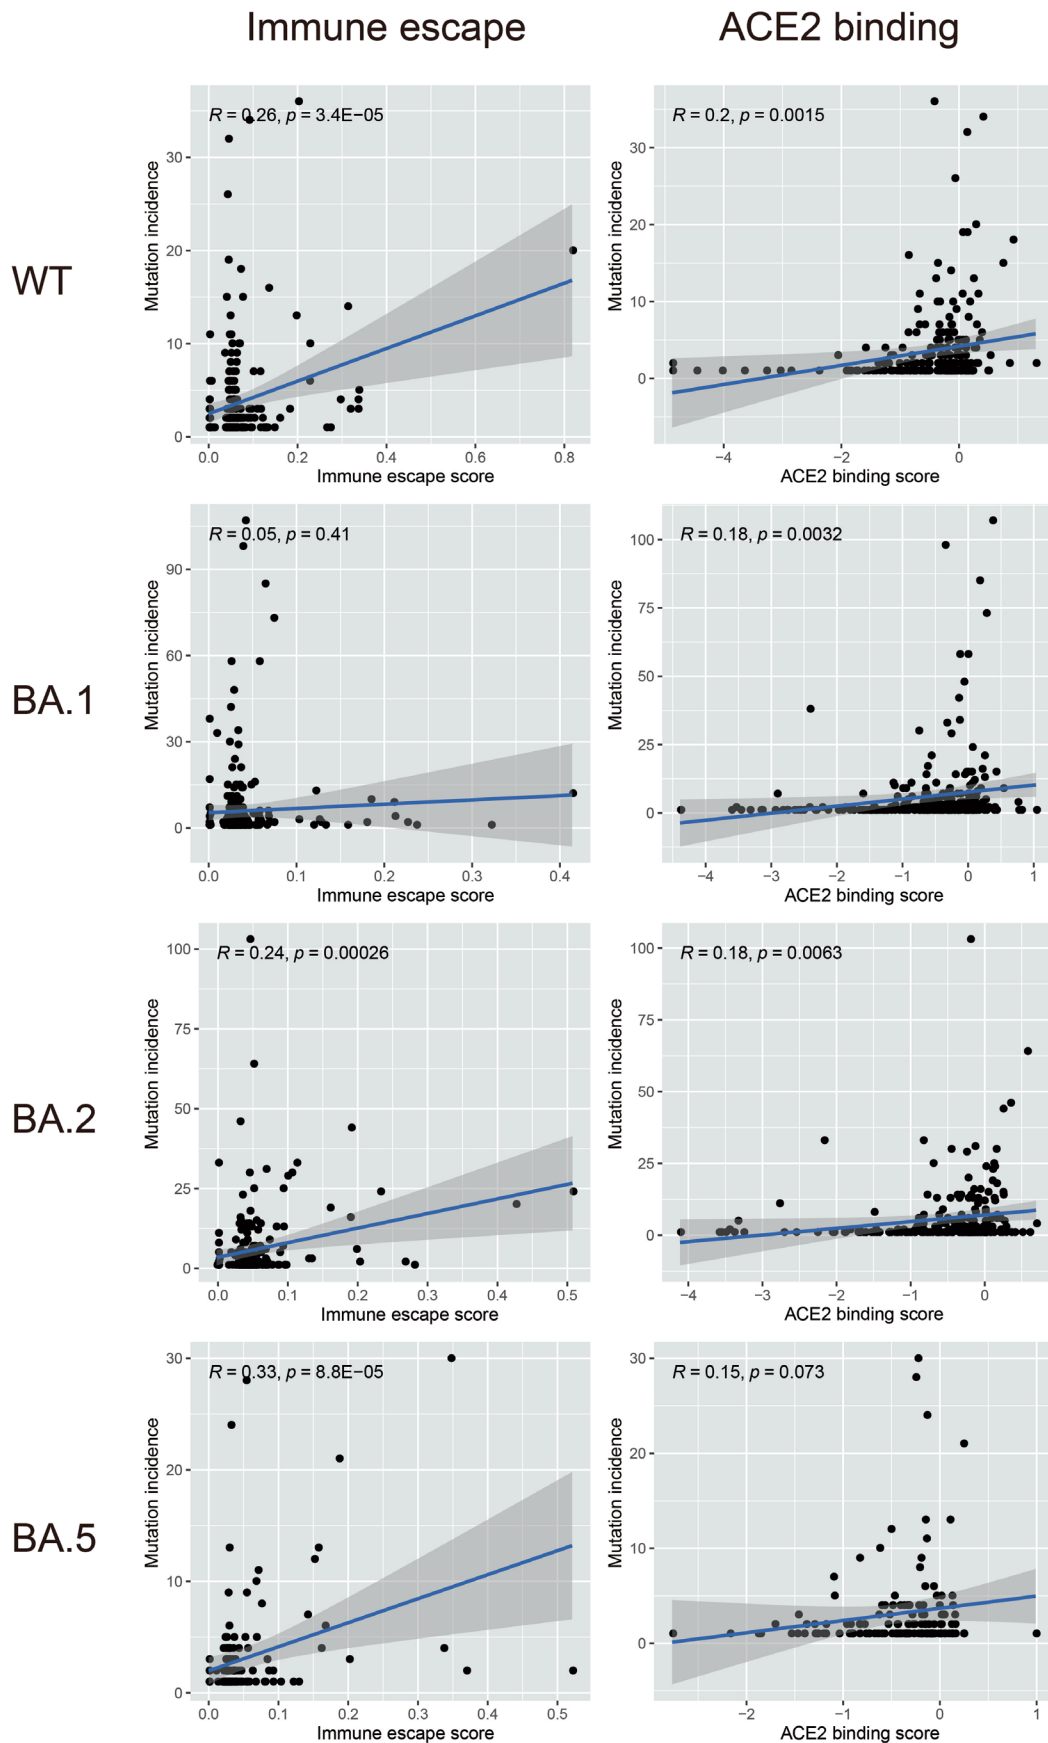 Immune escape
ACE2 binding
WT
R = 0.26, p = 3.4E−05
Mutation incidence
30
20
10
0
0.0 0.2 0.4 0.6 0.8
Immune escape score
R = 0.2, p = 0.0015
Mutation incidence
30
20
10
0
−4 −2 0
ACE2 binding score
BA.1
R = 0.05, p = 0.41
Mutation incidence
90
60
30
0
0.0 0.1 0.2 0.3 0.4
Immune escape score
R = 0.18, p = 0.0032
Mutation incidence
100
75
50
25
0
−4 −3 −2 −1 0 1
ACE2 binding score
BA.2
R = 0.24, p = 0.00026
Mutation incidence
100
75
50
25
0
0.0 0.1 0.2 0.3 0.4 0.5
Immune escape score
R = 0.18, p = 0.0063
Mutation incidence
100
75
50
25
0
−4 −3 −2 −1 0
ACE2 binding score
BA.5
R = 0.33, p = 8.8E−05
Mutation incidence
30
20
10
0
0.0 0.1 0.2 0.3 0.4 0.5
Immune escape score
R = 0.15, p = 0.073
Mutation incidence
30
20
10
0
−2 −1 0 1
ACE2 binding score